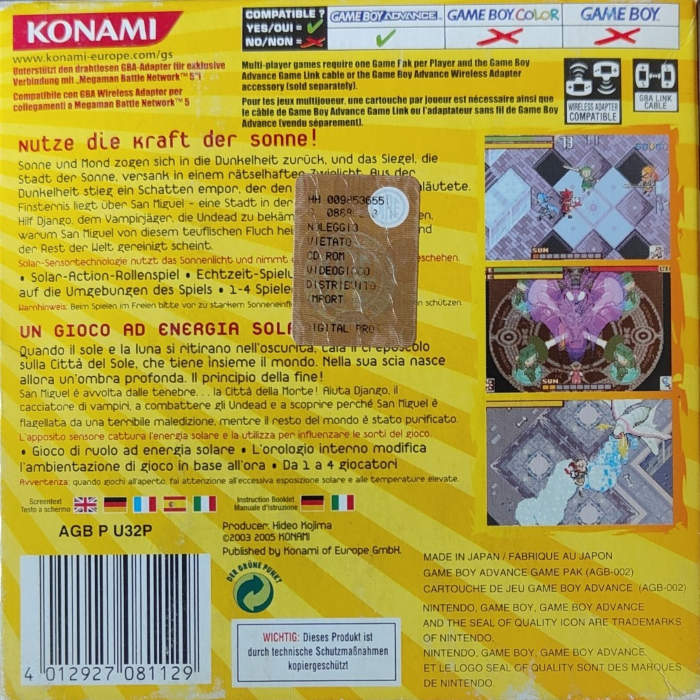 KONAMI
www.konami-europe.com/gs
Unterstützt den drahtlosen GBA-Adapter für exklusive
Verbindung mit „Megaman Battle Network™ 5“!
Compatibile con GBA Wireless Adapter per
collegamenti a Megaman Battle Network™ 5
COMPATIBLE?
YES/OUI =
NO/NON =
GAME BOY ADVANCE
GAME BOY COLOR
GAME BOY
Multi-player games require one Game Pak per Player and the Game Boy
Advance Game Link cable or the Game Boy Advance Wireless Adapter
accessory (sold separately).
Pour les jeux multijoueur, une cartouche par joueur est nécessaire ainsi que
le câble de Game Boy Advance Game Link ou l'adaptateur sans fil de Game Boy
Advance (vendu séparement).
WIRELESS ADAPTER
COMPATIBLE
GBA LINK
CABLE
Nutze die Kraft der Sonne!
Sonne und Mond zogen sich in die Dunkelheit zurück, und das Siegel, die
Stadt der Sonne, versank in einem rätselhaften Zwielicht. Aus der
Dunkelheit stieg ein Schatten empor, der den
Finsternis liegt über San Miguel - eine Stadt in der
Hilf Django, dem Vampirjäger, die Undead zu
warum San Miguel von diesem teuflischen Fluch
der Rest der Welt gereinigt scheint.
Solar-Sensortechnologie nutzt das Sonnenlicht und nimmt
• Solar-Action-Rollenspiel • Echtzeit-
auf die Umgebungen des Spiels • 1-4 Spieler
Warnhinweis: Beim Spielen im Freien bitte vor zu starkem schützen.
NOLEGGIO
VIETATO
CD ROM
VIDEOGIOCO
DISTRIBUITO
IMPORT
DIGITAL
UN GIOCO AD ENERGIA
Quando il sole e la luna si ritirano nell'oscurità, cala il crepuscolo
sulla Città del Sole, che tiene insieme il mondo. Nella sua scia nasce
allora un'ombra profonda. Il principio della fine!
San Miguel è avvolta dalle tenebre. . .la Città della Morte! Aiuta Django, il
cacciatore di vampiri, a combattere gli Undead e a scoprire perché San Miguel è
flagellata da una terribile maledizione, mentre il resto del mondo è stato purificato.
L'apposito sensore cattura l'energia solare e la utilizza per influenzare le sorti del gioco.
• Gioco di ruolo ad energia solare • L'orologio interno modifica
l'ambientazione di gioco in base all'ora • Da 1 a 4 giocatori
Avvertenza: quando giochi all'aperto, fai attenzione all'eccessiva esposizione solare e alle temperature elevate.
SUN
SUN
Screentext
Testo a schermo
Instruction Booklet
Manuale d'istruzione
AGB P U32P
Producer: Hideo Kojima
©2003 2005 KONAMI
Published by Konami of Europe GmbH.
DER GRÜNE PUNKT
WICHTIG: Dieses Produkt ist
durch technische Schutzmaßnahmen
kopiergeschützt
4 012927 081129
MADE IN JAPAN / FABRIQUE AU JAPON
GAME BOY ADVANCE GAME PAK (AGB-002)
CARTOUCHE DE JEU GAME BOY ADVANCE (AGB-002)
NINTENDO, GAME BOY, GAME BOY ADVANCE
AND THE SEAL OF QUALITY ICON ARE TRADEMARKS
OF NINTENDO.
NINTENDO, GAME BOY, GAME BOY ADVANCE
ET LE LOGO SEAL OF QUALITY SONT DES MARQUES
DE NINTENDO.